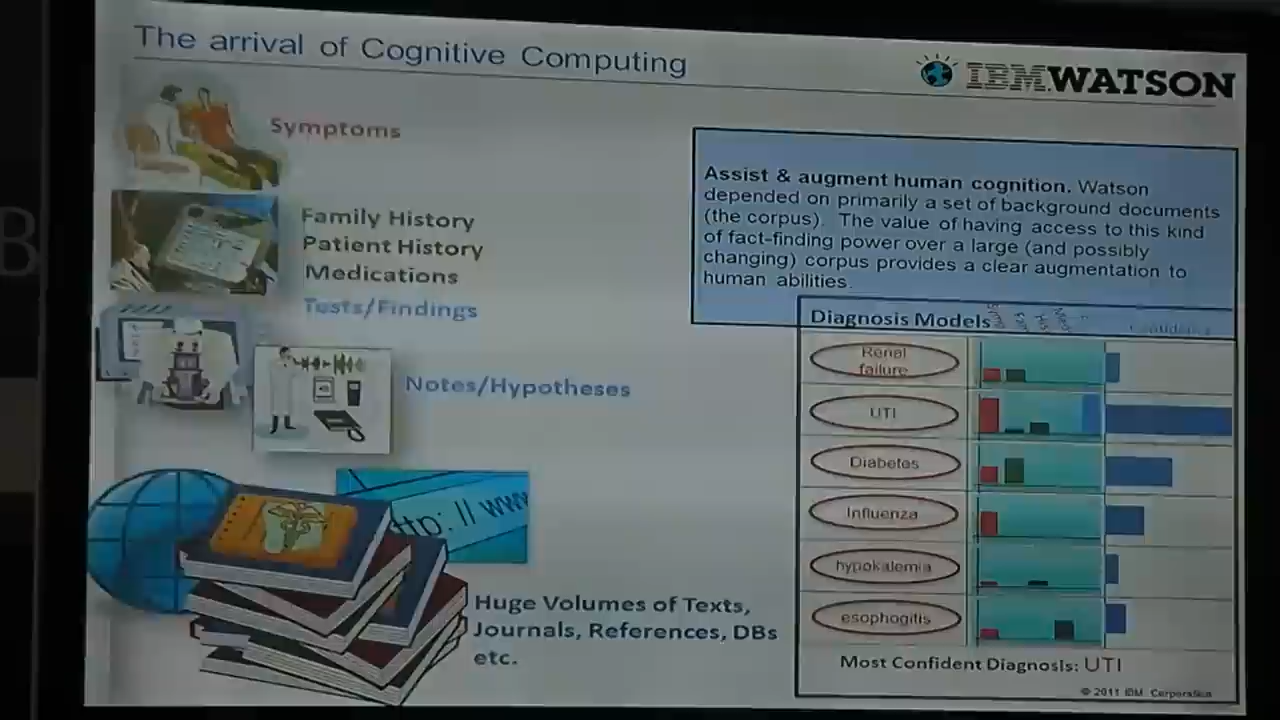 The arrival of Cognitive Computing
IBM WATSON
Symptoms
Family History
Patient History
Medications
Tests/Findings
Notes/Hypotheses
http://www
Huge Volumes of Texts,
Journals, References, DBs
etc.
Assist & augment human cognition. Watson
depended on primarily a set of background documents
(the corpus). The value of having access to this kind
of fact-finding power over a large (and possibly
changing) corpus provides a clear augmentation to
human abilities.
Diagnosis Models
Confidence
Renal
failure
UTI
Diabetes
Influenza
hypokalemia
esophogitis
Most Confident Diagnosis: UTI
© 2011 IBM Corporation
B